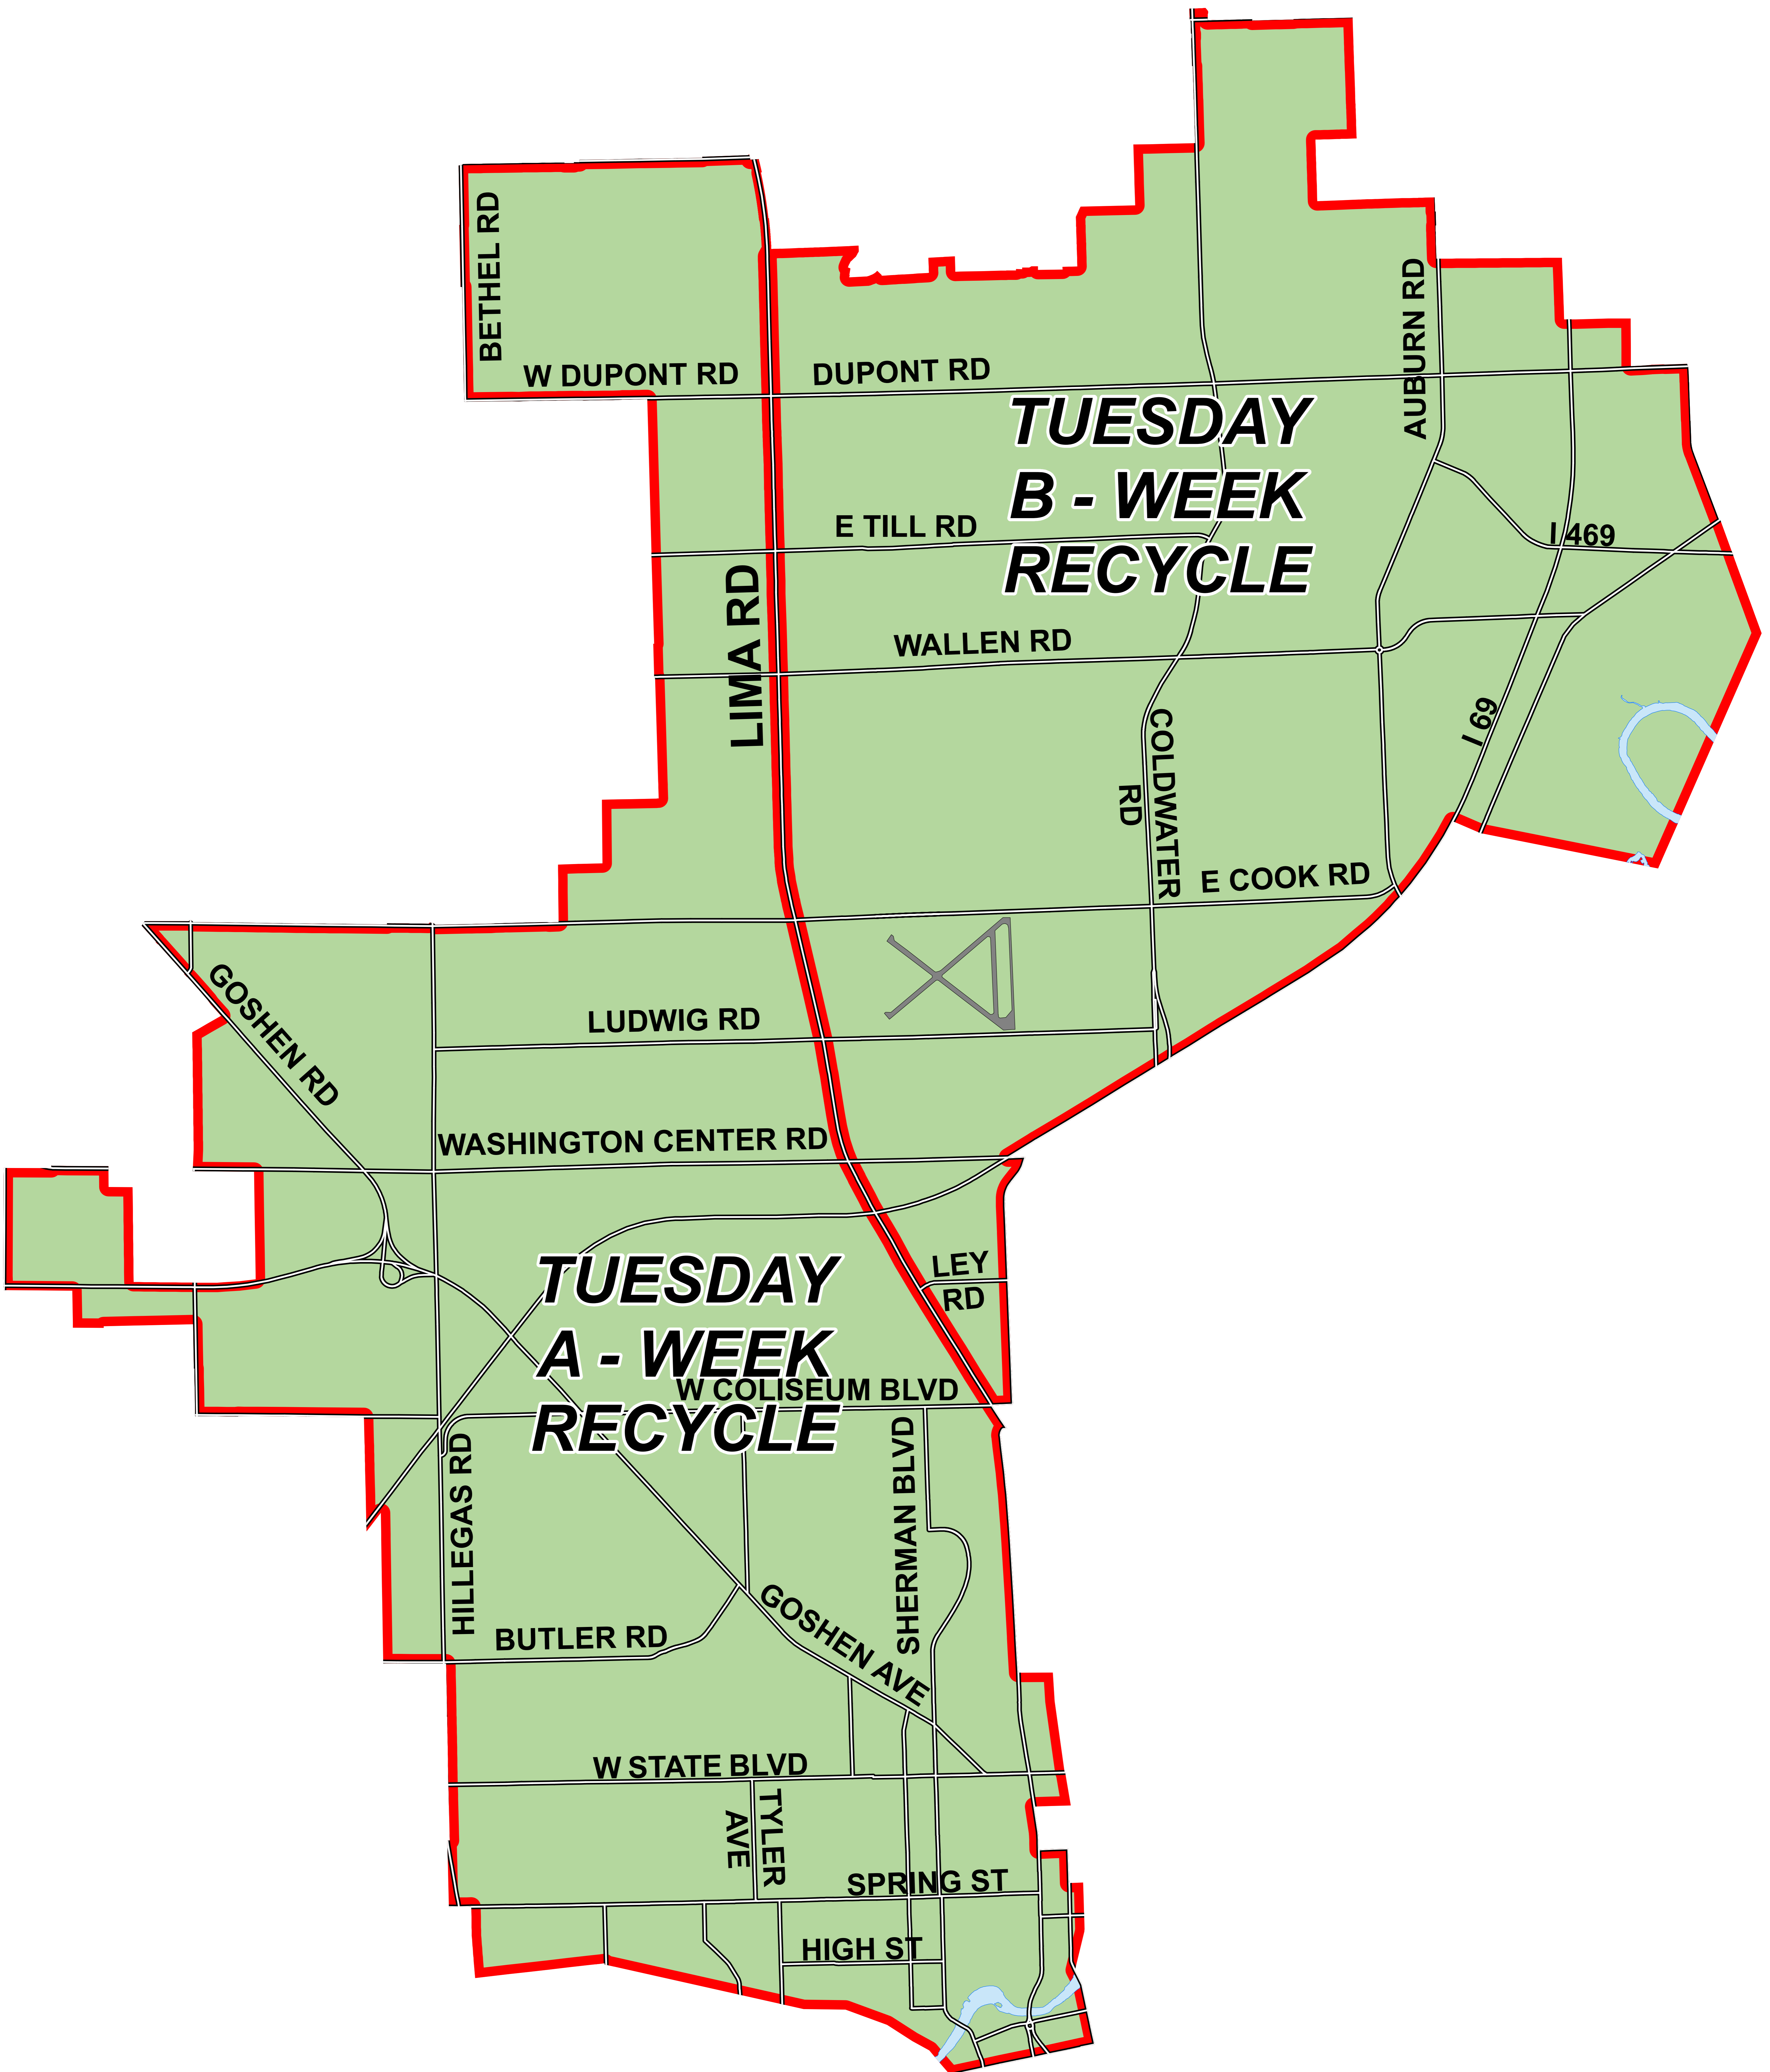 BETHEL RD
W DUPONT RD
DUPONT RD
AUBURN RD
TUESDAY
B - WEEK
RECYCLE
E TILL RD
I 469
LIMA RD
WALLEN RD
I 69
COLDWATER
RD
E COOK RD
GOSHEN RD
LUDWIG RD
WASHINGTON CENTER RD
LEY
RD
TUESDAY
A - WEEK
RECYCLE
W COLISEUM BLVD
HILLEGAS RD
SHERMAN BLVD
BUTLER RD
GOSHEN AVE
W STATE BLVD
TYLER
AVE
SPRING ST
HIGH ST